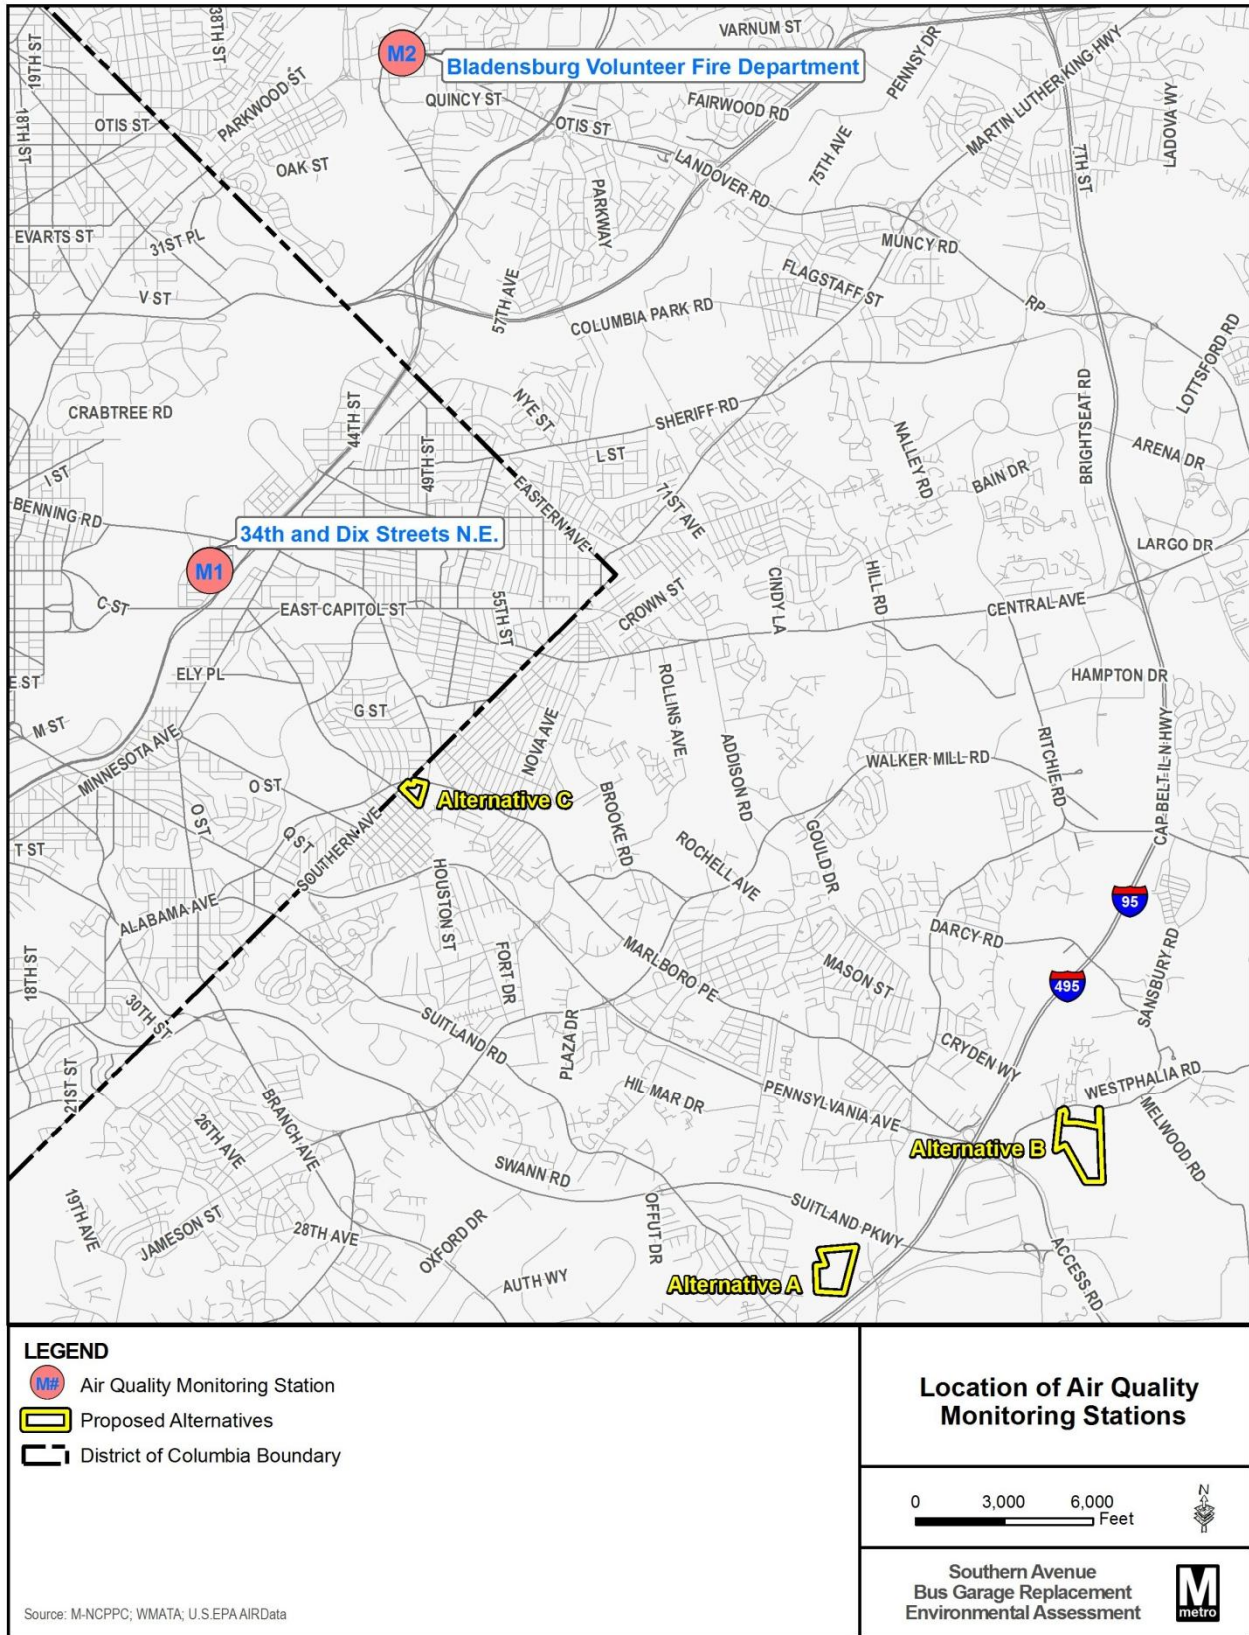 38TH ST
VARNUM ST
19TH ST
M2
Bladensburg Volunteer Fire Department
PENNSY DR
MARTIN LUTHER KING HWY
LADOVA WY
18TH ST
OTIS ST
PARKWOOD ST
QUINCY ST
FAIRWOOD RD
OTIS ST
75TH AVE
7TH ST
OAK ST
LANDOVER RD
PARKWAY
EVARTS ST
31ST PL
MUNCY RD
FLAGSTAFF ST
V ST
57TH AVE
COLUMBIA PARK RD
RP
LOTTSFORD RD
CRABTREE RD
44TH ST
NYE ST
SHERIFF RD
BRIGHTSEAT RD
49TH ST
L ST
NALLEY RD
ARENA DR
I ST
BAIN DR
BENNING RD
EASTERN AVE
71ST AVE
34th and Dix Streets N.E.
LARGO DR
M1
C ST
EAST CAPITOL ST
55TH ST
CROWN ST
CINDY LA
HILL RD
CENTRAL AVE
E ST
ELY PL
HAMPTON DR
ROLLINS AVE
M ST
G ST
NOVA AVE
ADDISON RD
MINNESOTA AVE
WALKER MILL RD
RITCHIE RD
CAP BELT IL N HWY
O ST
Alternative C
BROOKE RD
O ST
Q ST
SOUTHERN AVE
GOULD DR
T ST
ROCHELL AVE
HOUSTON ST
ALABAMA AVE
95
DARCY RD
FORT DR
MARLBORO PE
MASON ST
SANSBURY RD
18TH ST
495
30TH ST
SUITLAND RD
PLAZA DR
CRYDEN WY
21ST ST
BRANCH AVE
HIL MAR DR
PENNSYLVANIA AVE
WESTPHALIA RD
MELWOOD RD
26TH AVE
Alternative B
SWANN RD
19TH AVE
JAMESON ST
28TH AVE
OXFORD DR
OFFUT DR
SUITLAND PKWY
ACCESS RD
AUTH WY
Alternative A
LEGEND
M# Air Quality Monitoring Station
Proposed Alternatives
District of Columbia Boundary
Source: M-NCPPC; WMATA; U.S.EPA AIRData
Location of Air Quality
Monitoring Stations
0 3,000 6,000
Feet
N
Southern Avenue
Bus Garage Replacement
Environmental Assessment
M
metro